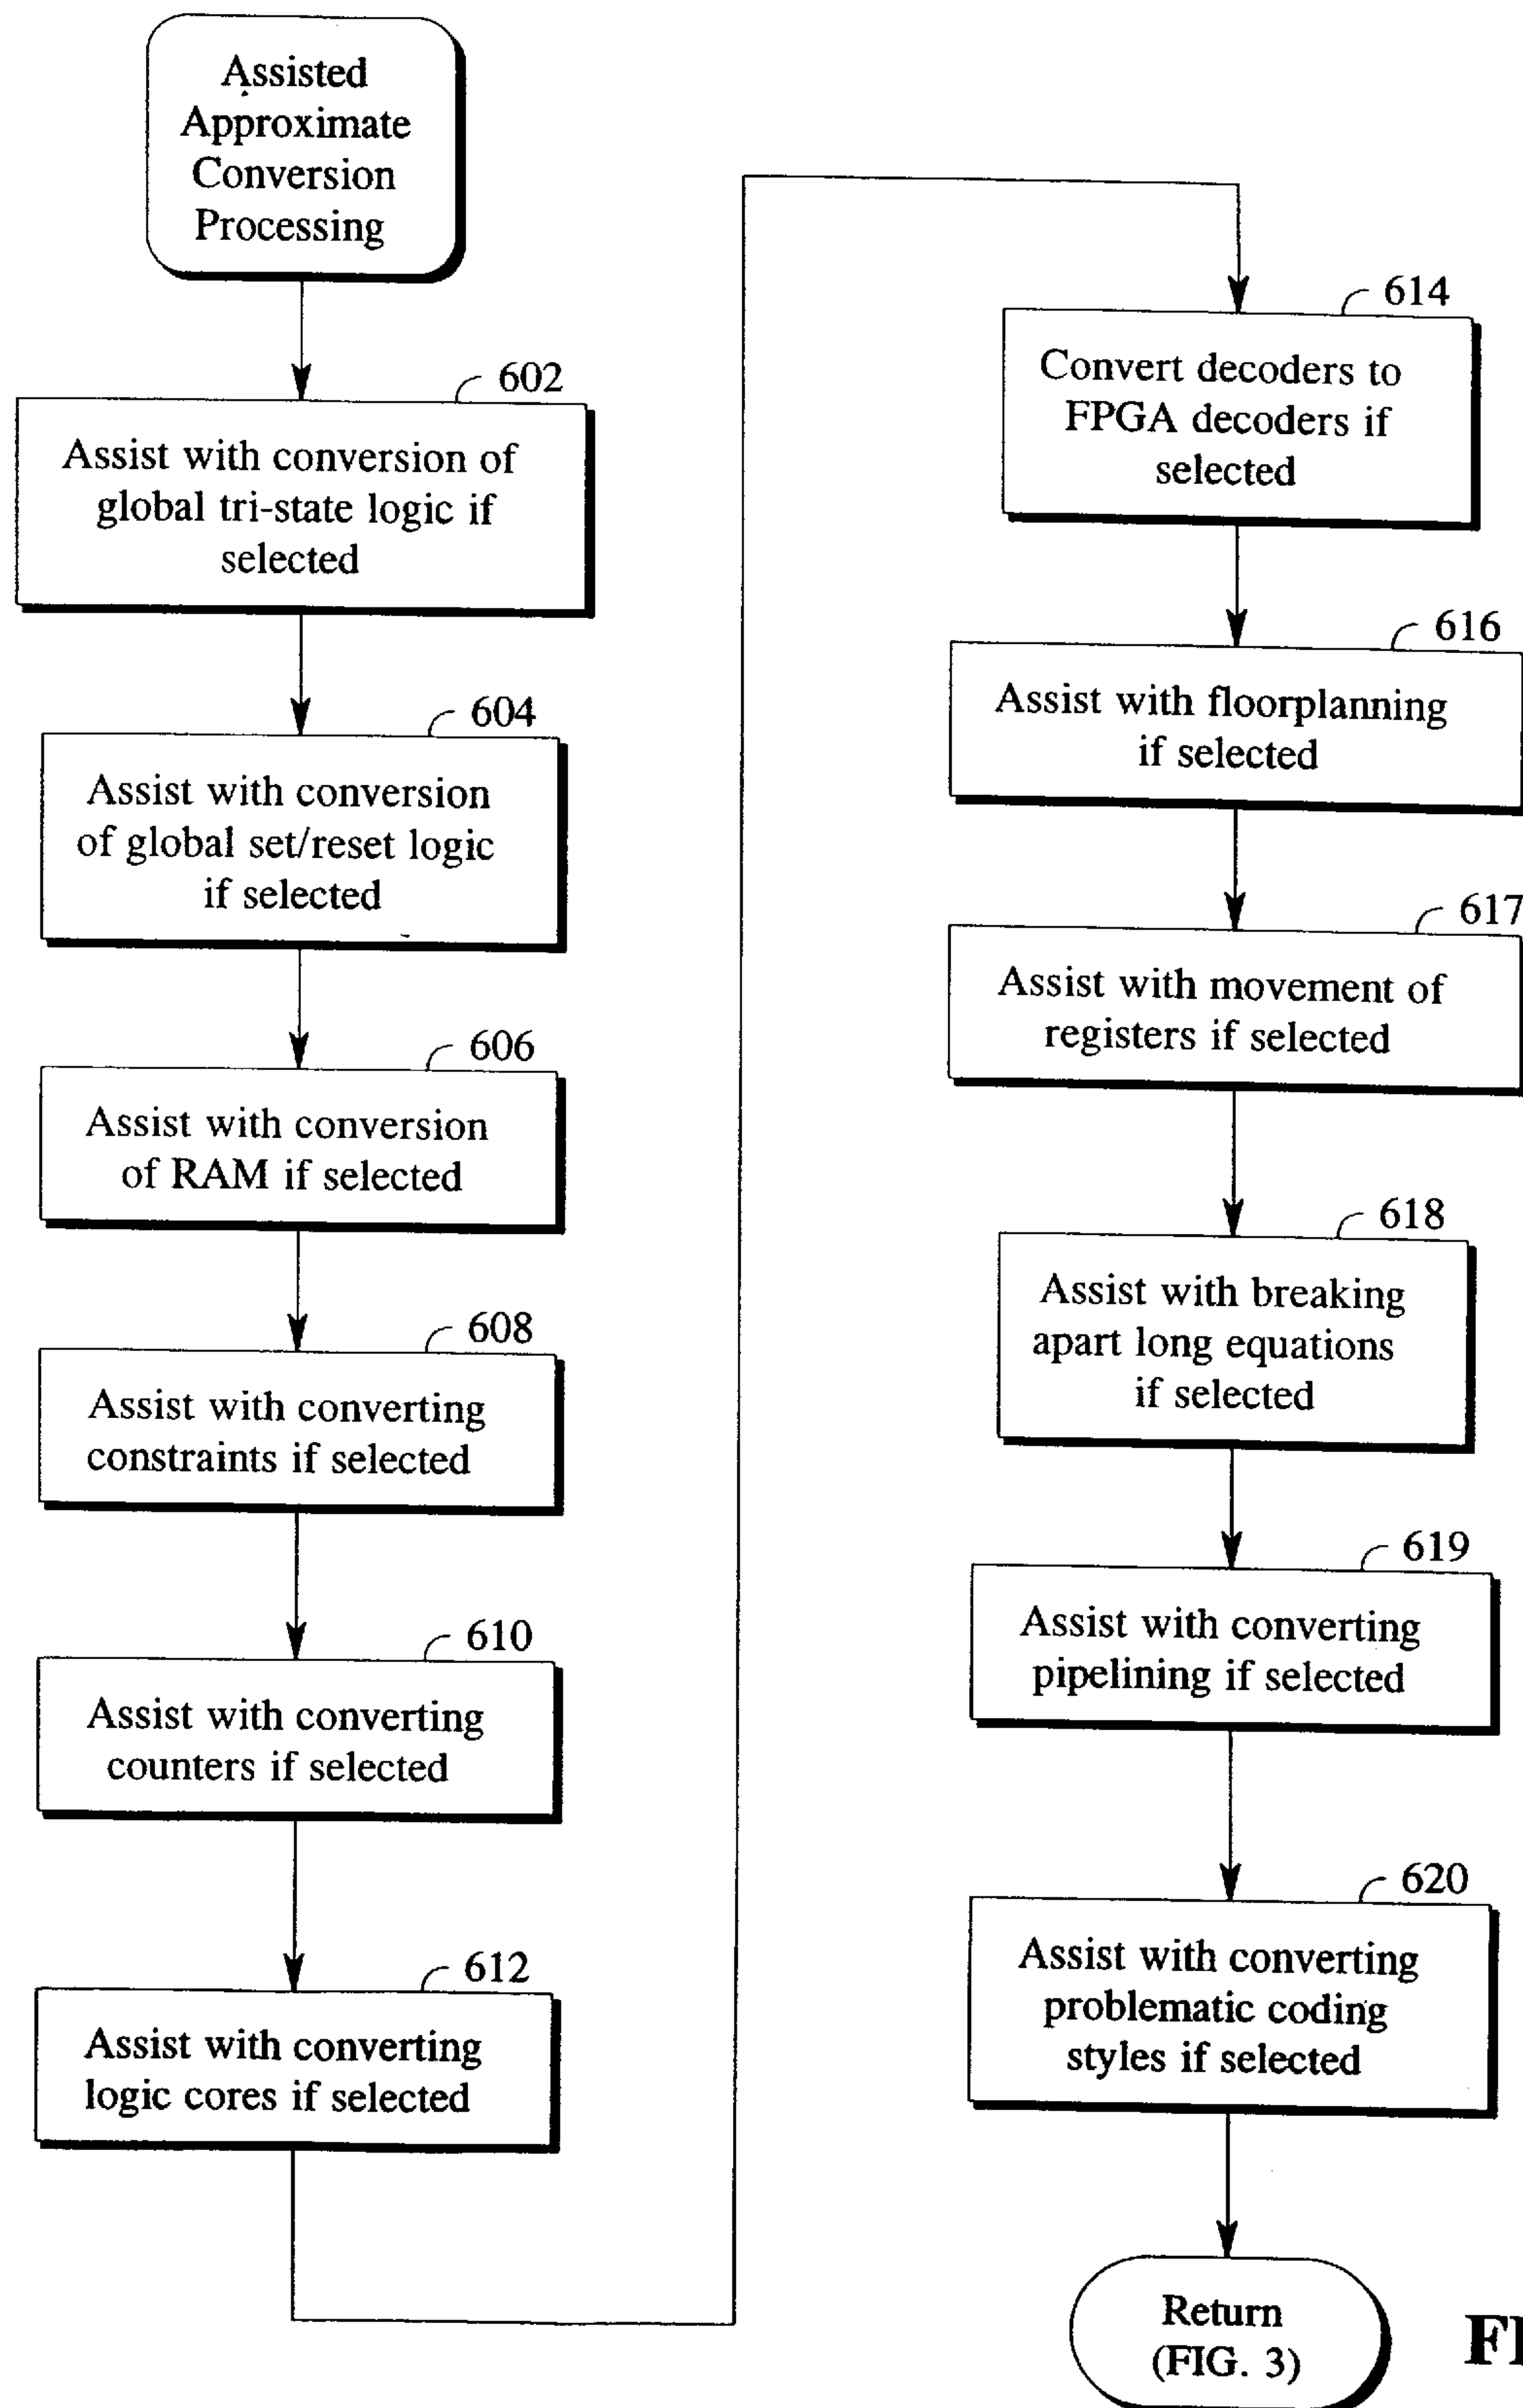 Assisted
Approximate
Conversion
Processing
602
Assist with conversion of
global tri-state logic if
selected
604
Assist with conversion
of global set/reset logic
if selected
606
Assist with conversion
of RAM if selected
608
Assist with converting
constraints if selected
610
Assist with converting
counters if selected
612
Assist with converting
logic cores if selected
614
Convert decoders to
FPGA decoders if
selected
616
Assist with floorplanning
if selected
617
Assist with movement of
registers if selected
618
Assist with breaking
apart long equations
if selected
619
Assist with converting
pipelining if selected
620
Assist with converting
problematic coding
styles if selected
Return
(FIG. 3)